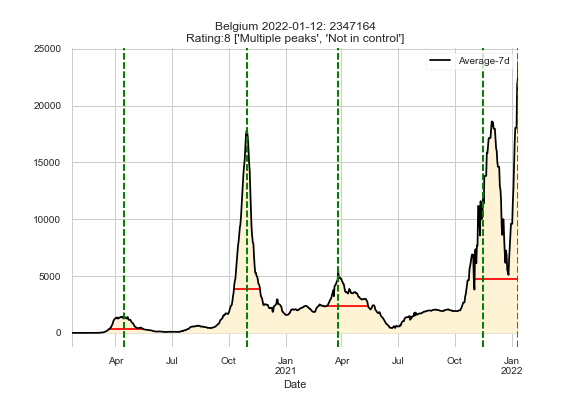 Belgium 2022-01-12: 2347164
Rating:8 ['Multiple peaks', 'Not in control']
Average-7d
25000
20000
15000
10000
5000
0
Apr Jul Oct Jan Apr Jul Oct Jan
2021 2022
Date